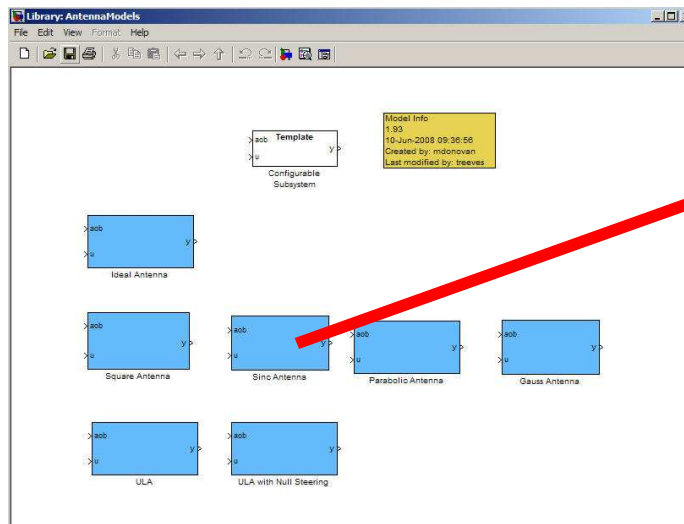 Library: AntennaModels
File Edit View Format Help
Model Info
1.93
10-Jun-2008 09:36:56
Created by: mdonovan
Last modified by: treeves
aob Template
y
u
Configurable
Subsystem
aob
y
u
Ideal Antenna
aob
y
u
Square Antenna
aob
y
u
Sinc Antenna
aob
y
u
Parabolic Antenna
aob
y
u
Gauss Antenna
aob
y
u
ULA
aob
y
u
ULA with Null Steering